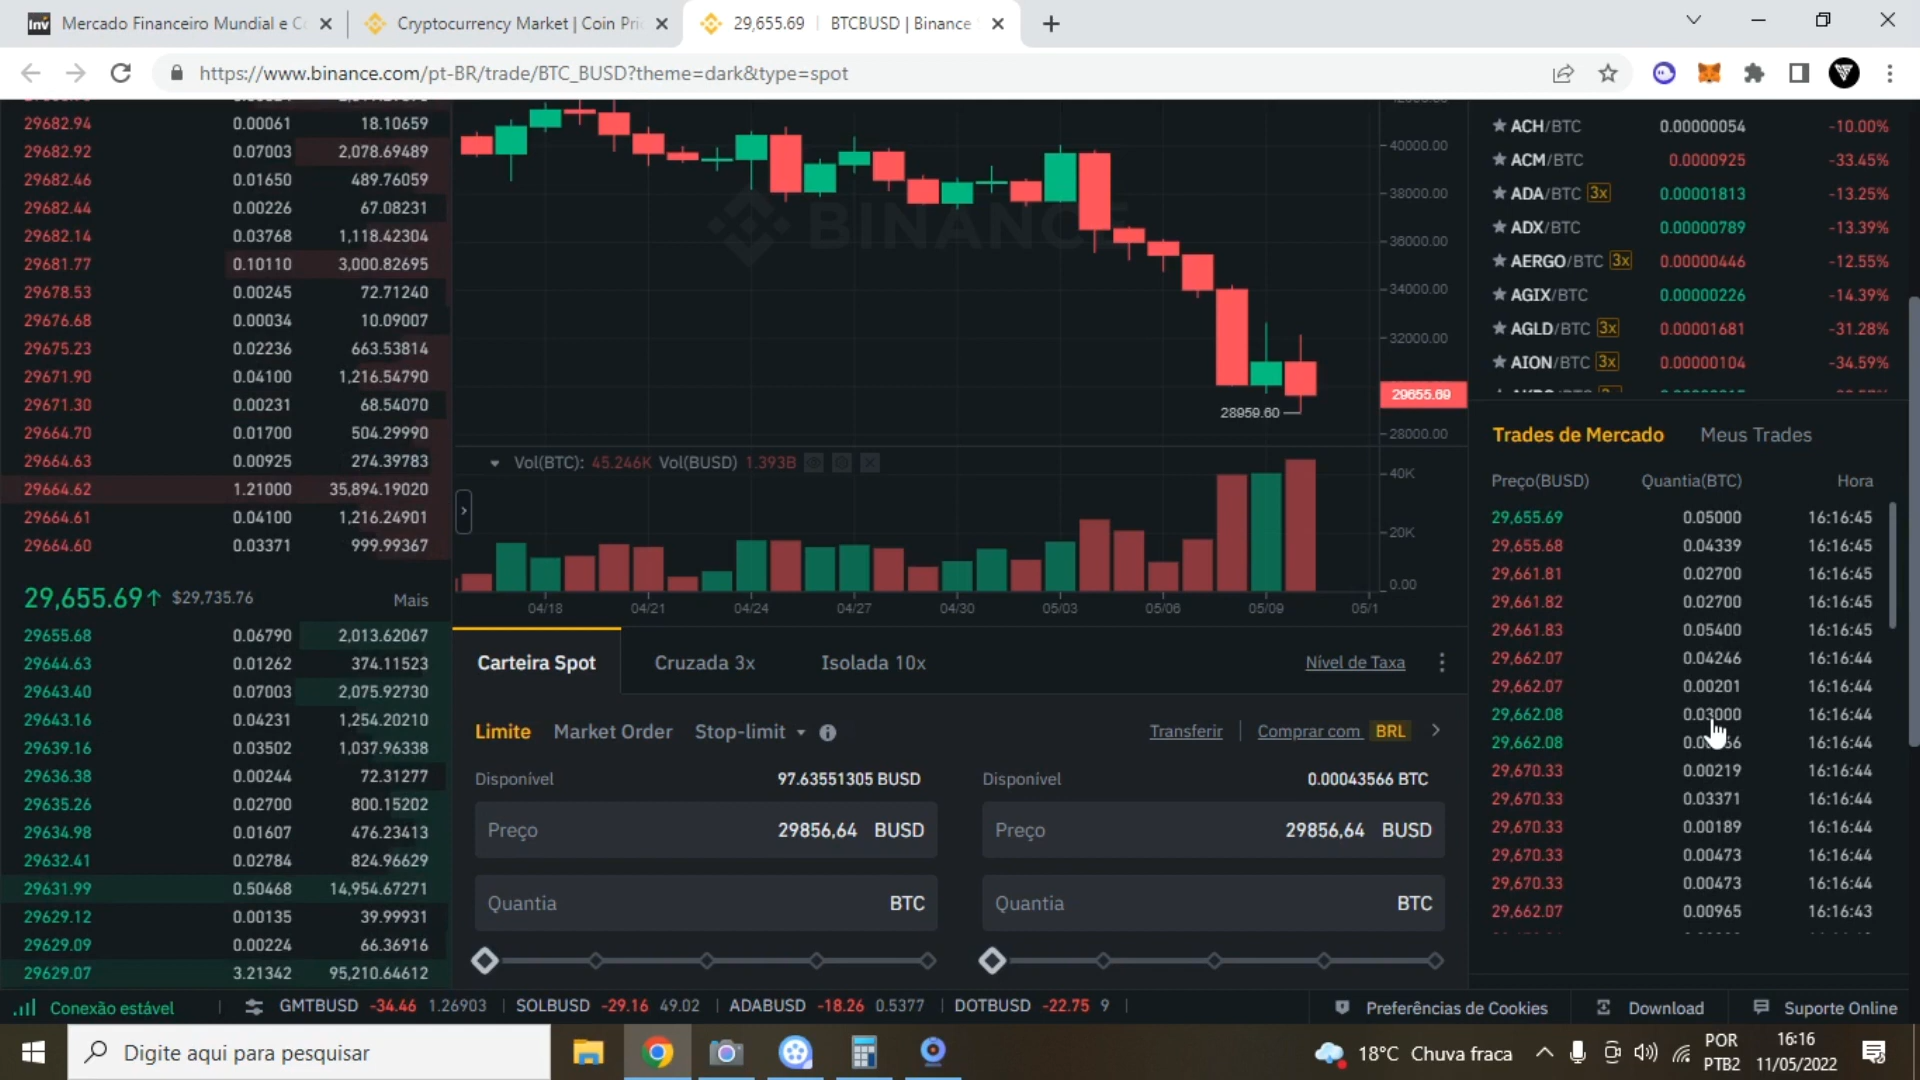 Inv Mercado Financeiro Mundial e C
Cryptocurrency Market | Coin Pri
29,655.69 | BTCBUSD | Binance
https://www.binance.com/pt-BR/trade/BTC_BUSD?theme=dark&type=spot
29682.94 0.00061 18.10659
29682.92 0.07003 2,078.69489
29682.46 0.01650 489.76059
29682.44 0.00226 67.08231
29682.14 0.03768 1,118.42304
29681.77 0.10110 3,000.82695
29678.53 0.00245 72.71240
29676.68 0.00034 10.09007
29675.23 0.02236 663.53814
29671.90 0.04100 1,216.54790
29671.30 0.00231 68.54070
29664.70 0.01700 504.29990
29664.63 0.00925 274.39783
29664.62 1.21000 35,894.19020
29664.61 0.04100 1,216.24901
29664.60 0.03371 999.99367
29,655.69↑ $29,735.76 Mais
29655.68 0.06790 2,013.62067
29644.63 0.01262 374.11523
29643.40 0.07003 2,075.92730
29643.16 0.04231 1,254.20210
29639.16 0.03502 1,037.96338
29636.38 0.00244 72.31277
29635.26 0.02700 800.15202
29634.98 0.01607 476.23413
29632.41 0.02784 824.96629
29631.99 0.50468 14,954.67271
29629.12 0.00135 39.99931
29629.09 0.00224 66.36916
29629.07 3.21342 95,210.64612
BINANCE
40000.00
38000.00
36000.00
34000.00
32000.00
29655.69
28959.60
28000.00
Vol(BTC): 45.246K Vol(BUSD) 1.393B
40K
20K
0.00
04/18 04/21 04/24 04/27 04/30 05/03 05/06 05/09 05/1
Carteira Spot Cruzada 3x Isolada 10x Nível de Taxa
Limite Market Order Stop-limit Transferir Comprar com BRL
Disponível 97.63551305 BUSD Disponível 0.00043566 BTC
Preço 29856,64 BUSD Preço 29856,64 BUSD
Quantia BTC Quantia BTC
ACH/BTC 0.00000054 -10.00%
ACM/BTC 0.0000925 -33.45%
ADA/BTC 3x 0.00001813 -13.25%
ADX/BTC 0.00000789 -13.39%
AERGO/BTC 3x 0.00000446 -12.55%
AGIX/BTC 0.00000226 -14.39%
AGLD/BTC 3x 0.00001681 -31.28%
AION/BTC 3x 0.00000104 -34.59%
Trades de Mercado Meus Trades
Preço(BUSD) Quantia(BTC) Hora
29,655.69 0.05000 16:16:45
29,655.68 0.04339 16:16:45
29,661.81 0.02700 16:16:45
29,661.82 0.02700 16:16:45
29,661.83 0.05400 16:16:45
29,662.07 0.04246 16:16:44
29,662.07 0.00201 16:16:44
29,662.08 0.03000 16:16:44
29,662.08 16:16:44
29,670.33 0.00219 16:16:44
29,670.33 0.03371 16:16:44
29,670.33 0.00189 16:16:44
29,670.33 0.00473 16:16:44
29,670.33 0.00473 16:16:44
29,662.07 0.00965 16:16:43
Conexão estável GMTBUSD -34.46 1.26903 SOLBUSD -29.16 49.02 ADABUSD -18.26 0.5377 DOTBUSD -22.75 9 Preferências de Cookies Download Suporte Online
Digite aqui para pesquisar
18°C Chuva fraca
POR
PTB2
16:16
11/05/2022